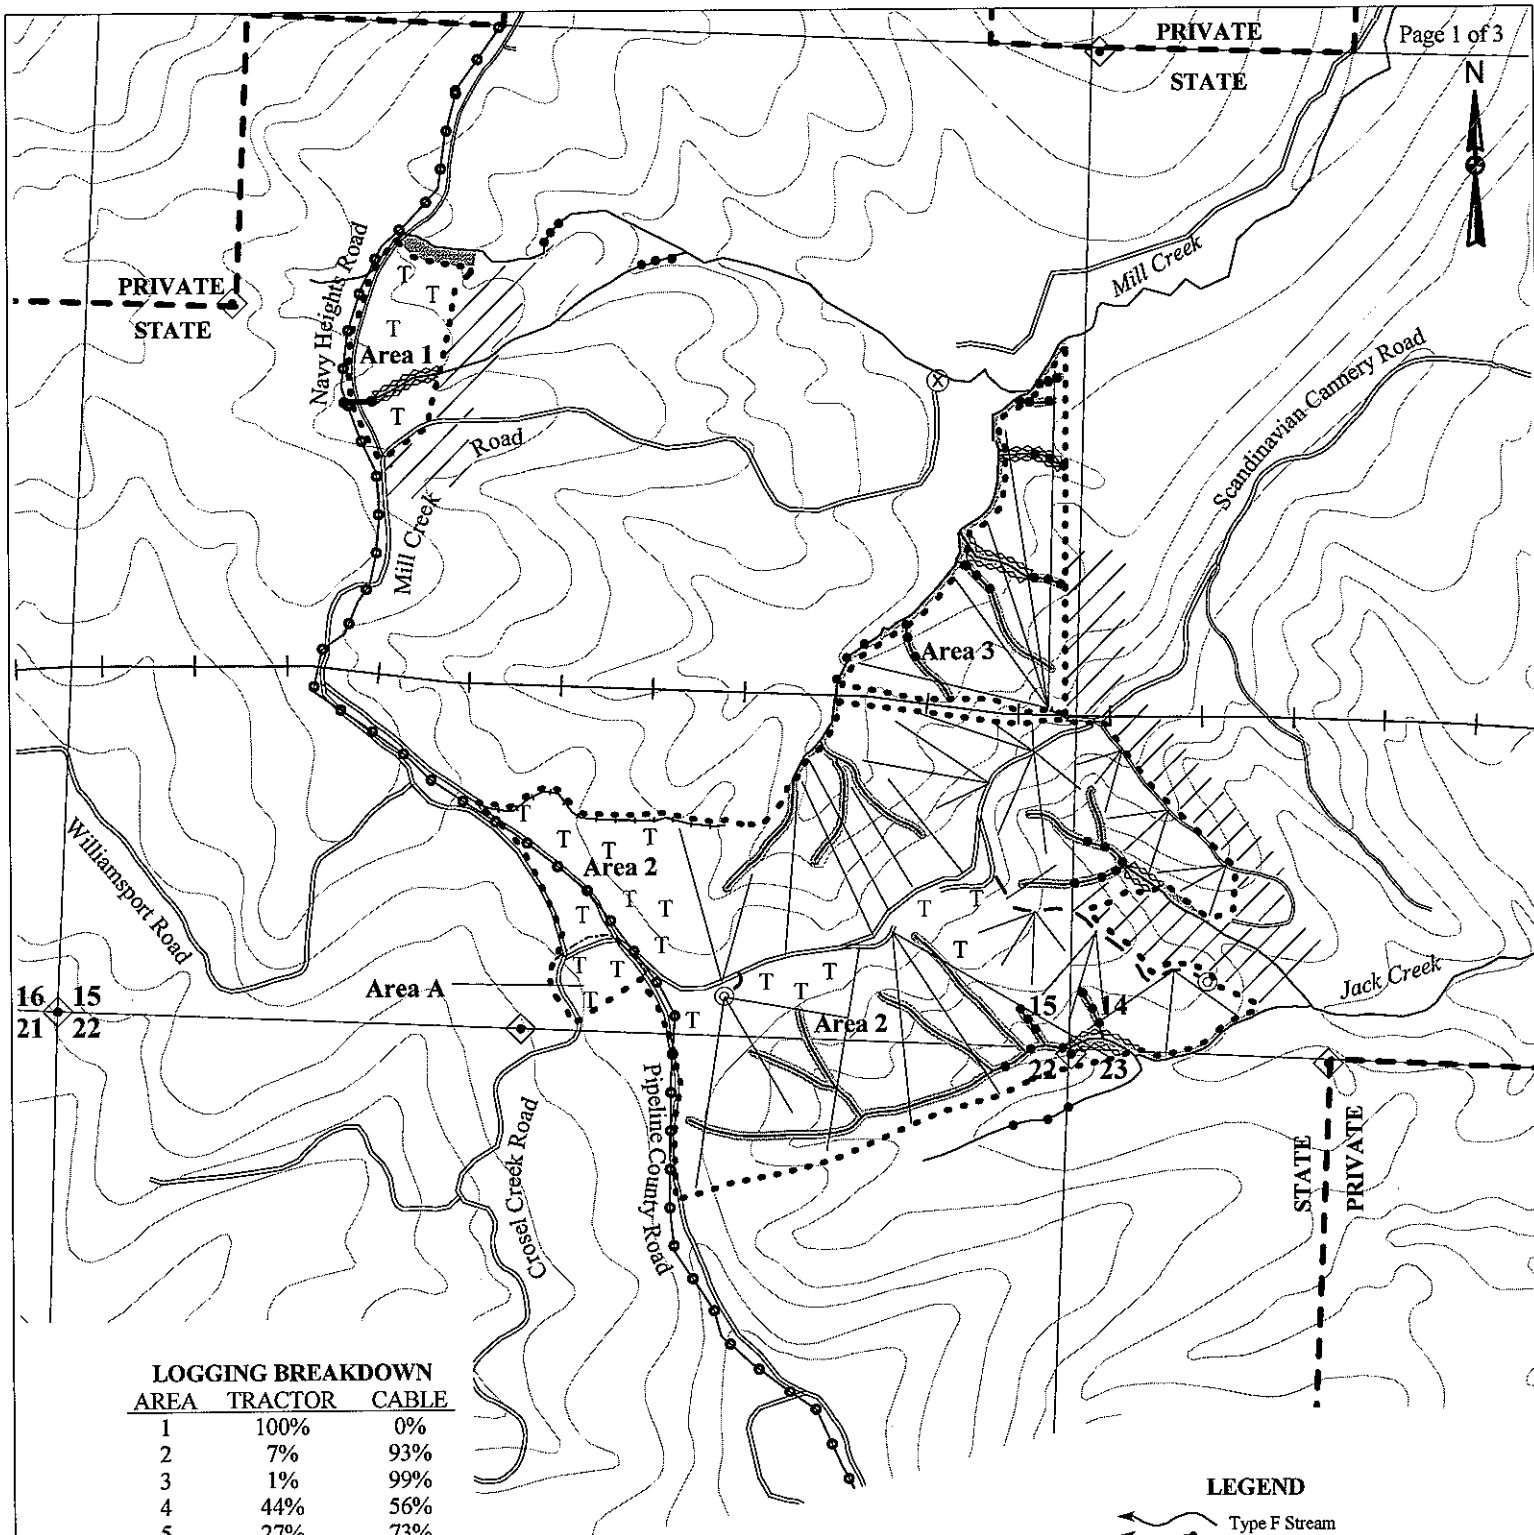 PRIVATE
STATE
Page 1 of 3
N
PRIVATE
STATE
Navy Heights Road
T
T
T
Area 1
T
Mill Creek
Road
Mill Creek
Scandinavian Cannery Road
Area 3
Williamsport Road
T
T
T
T
Area 2
T
T
T
T
T
T
T
T
T
T
T
T
T
T
Area A
16 15
21 22
Area 2
15 14
22 23
Jack Creek
Pipeline County Road
Crosel Creek Road
STATE
PRIVATE
LOGGING BREAKDOWN
AREA TRACTOR CABLE
1 100% 0%
2 7% 93%
3 1% 99%
4 44% 56%
5 27% 73%
LEGEND
Type F Stream